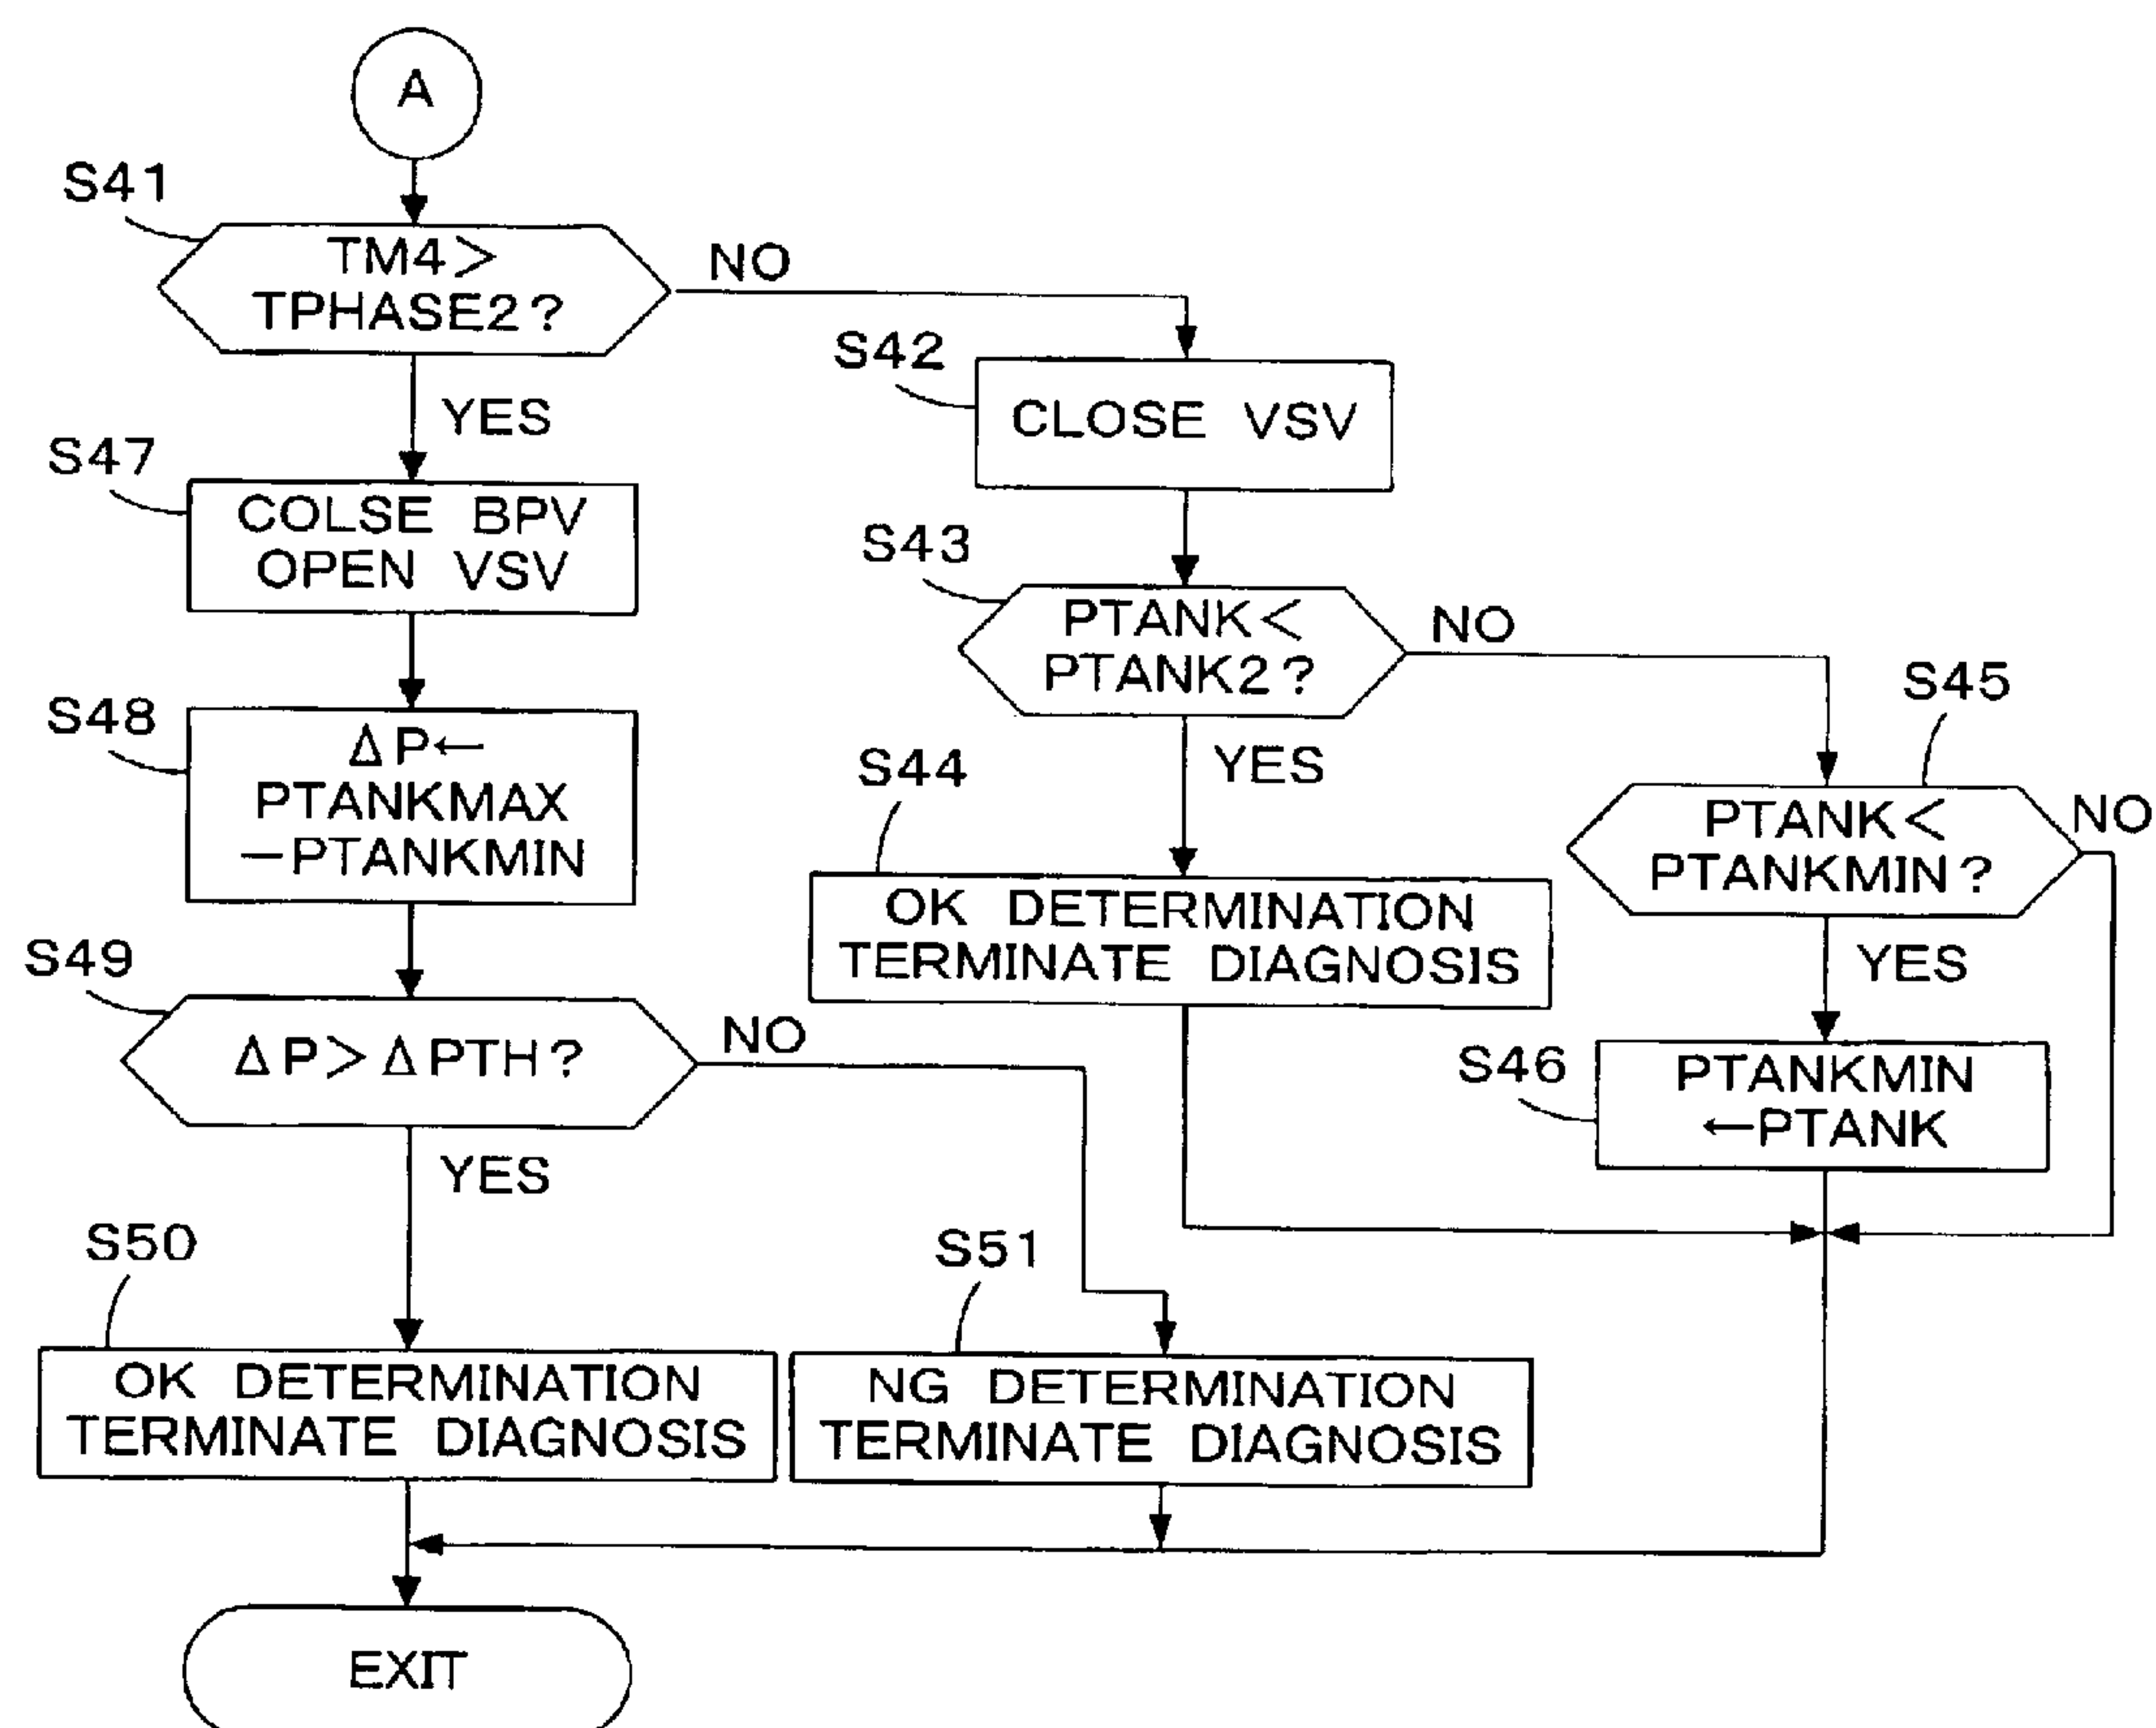 A
S41
TM4>
TPHASE2?
NO
YES
S42
CLOSE VSV
S47
COLSE BPV
OPEN VSV
S43
PTANK<
PTANK2?
NO
YES
S48
ΔP←
PTANKMAX
−PTANKMIN
S44
OK DETERMINATION
TERMINATE DIAGNOSIS
S45
PTANK<
PTANKMIN?
NO
YES
S49
ΔP>ΔPTH?
NO
YES
S46
PTANKMIN
←PTANK
S50
OK DETERMINATION
TERMINATE DIAGNOSIS
S51
NG DETERMINATION
TERMINATE DIAGNOSIS
EXIT